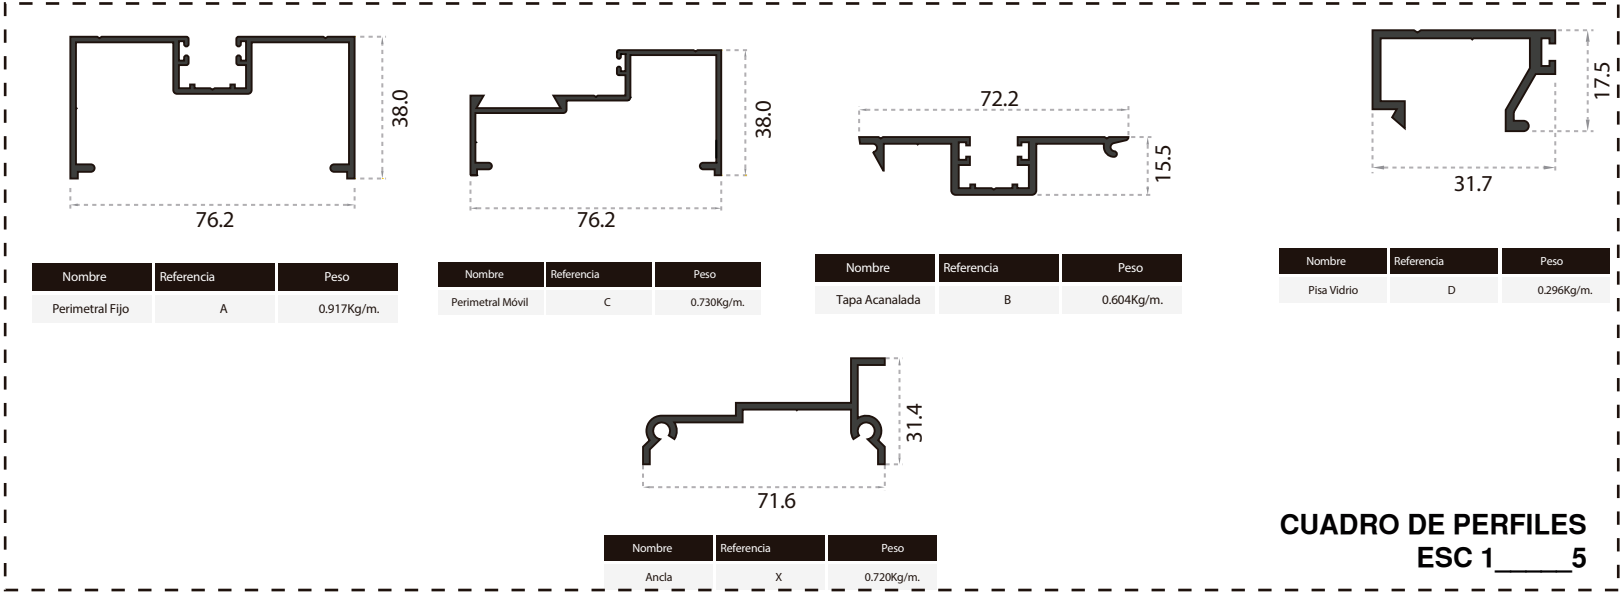 38.0
76.2
Nombre Referencia Peso
Perimetral Fijo A 0.917Kg/m.
38.0
76.2
Nombre Referencia Peso
Perimetral Móvil C 0.730Kg/m.
72.2
15.5
Nombre Referencia Peso
Tapa Acanalada B 0.604Kg/m.
17.5
31.7
Nombre Referencia Peso
Pisa Vidrio D 0.296Kg/m.
31.4
71.6
Nombre Referencia Peso
Ancla X 0.720Kg/m.
CUADRO DE PERFILES
ESC 1_____5